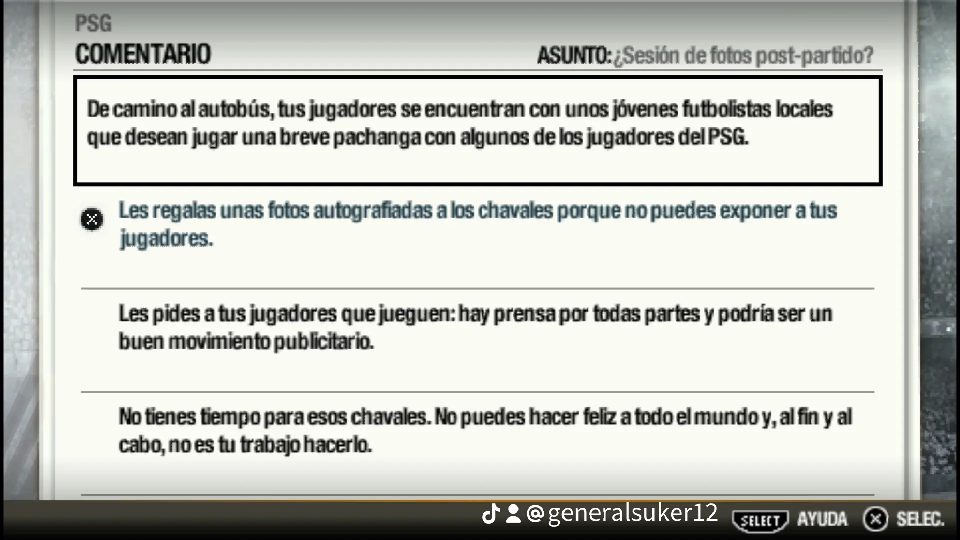 PSG
COMENTARIO
ASUNTO: ¿Sesión de fotos post-partido?
De camino al autobús, tus jugadores se encuentran con unos jóvenes futbolistas locales
que desean jugar una breve pachanga con algunos de los jugadores del PSG.
Les regalas unas fotos autografiadas a los chavales porque no puedes exponer a tus
jugadores.
Les pides a tus jugadores que jueguen: hay prensa por todas partes y podría ser un
buen movimiento publicitario.
No tienes tiempo para esos chavales. No puedes hacer feliz a todo el mundo y, al fin y al
cabo, no es tu trabajo hacerlo.
@generalsuker12
SELECT AYUDA SELEC.